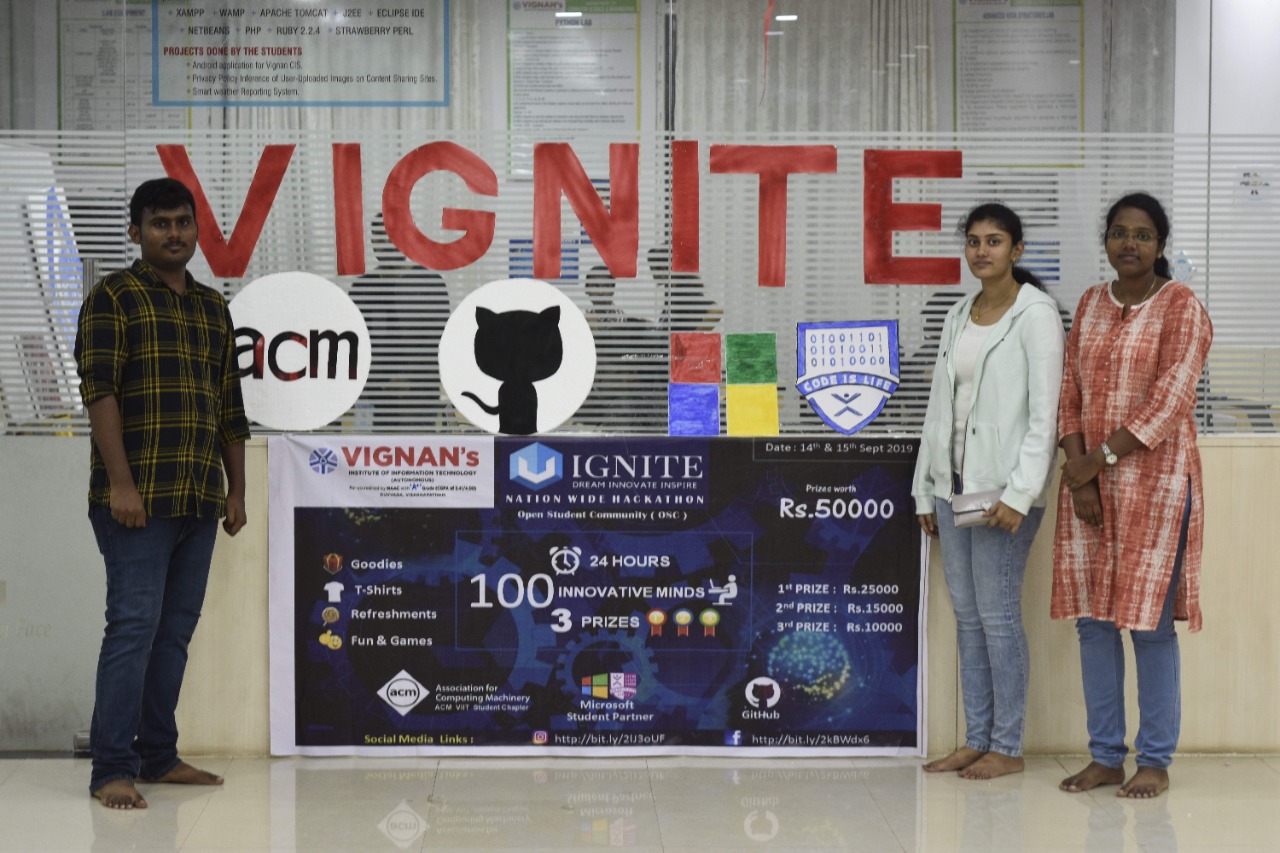 XAMPP + WAMP + APACHE TOMCAT + J2EE + ECLIPSE IDE
NETBEANS + PHP + RUBY 2.2.4 + STRAWBERRY PERL
PROJECTS DONE BY THE STUDENTS
Android application for Vignan CIS.
Privacy Policy Inference of User-Uploaded Images on Content Sharing Sites.
Smart weather Reporting System.
VIGNAN'S
PYTHON LAB
VIGNITE
acm
01001101
01010011
01010000
CODE IS LIFE
VIGNAN's
INSTITUTE OF INFORMATION TECHNOLOGY
(AUTONOMOUS)
IGNITE
DREAM INNOVATE INSPIRE
NATION WIDE HACKATHON
Open Student Community ( OSC )
Date : 14th & 15th Sept 2019
Prizes worth
Rs.50000
Goodies
T-Shirts
Refreshments
Fun & Games
24 HOURS
100 INNOVATIVE MINDS
3 PRIZES
1st PRIZE : Rs.25000
2nd PRIZE : Rs.15000
3rd PRIZE : Rs.10000
acm
Association for
Computing Machinery
ACM VIIT Student Chapter
Microsoft
Student Partner
GitHub
Social Media Links :
http://bit.ly/2lJ3oUF
http://bit.ly/2kBWdx6